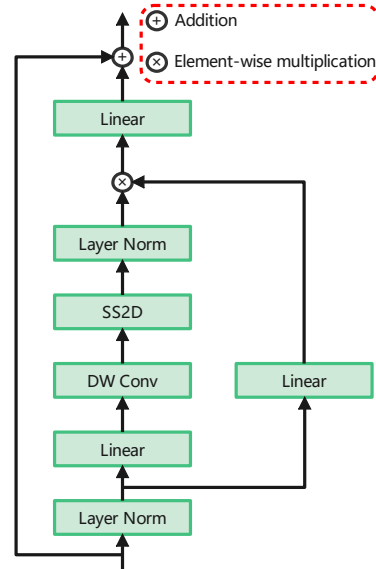 + Addition
× Element-wise multiplication
+
Linear
×
Layer Norm
SS2D
DW Conv
Linear
Linear
Layer Norm